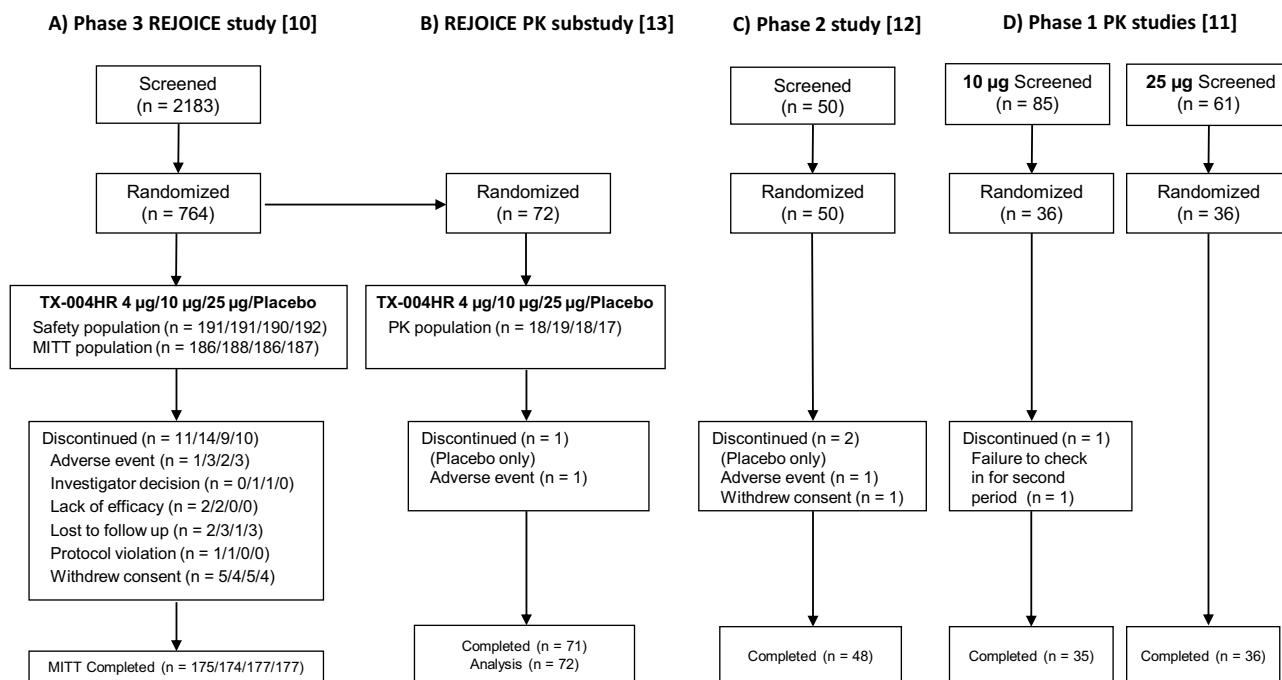 A) Phase 3 REJOICE study [10]
Screened
(n = 2183)
Randomized
(n = 764)
TX-004HR 4 µg/10 µg/25 µg/Placebo
Safety population (n = 191/191/190/192)
MITT population (n = 186/188/186/187)
Discontinued (n = 11/14/9/10)
Adverse event (n = 1/3/2/3)
Investigator decision (n = 0/1/1/0)
Lack of efficacy (n = 2/2/0/0)
Lost to follow up (n = 2/3/1/3)
Protocol violation (n = 1/1/0/0)
Withdrew consent (n = 5/4/5/4)
MITT Completed (n = 175/174/177/177)
B) REJOICE PK substudy [13]
Randomized
(n = 72)
TX-004HR 4 µg/10 µg/25 µg/Placebo
PK population (n = 18/19/18/17)
Discontinued (n = 1)
(Placebo only)
Adverse event (n = 1)
Completed (n = 71)
Analysis (n = 72)
C) Phase 2 study [12]
Screened
(n = 50)
Randomized
(n = 50)
Discontinued (n = 2)
(Placebo only)
Adverse event (n = 1)
Withdrew consent (n = 1)
Completed (n = 48)
D) Phase 1 PK studies [11]
10 µg Screened
(n = 85)
Randomized
(n = 36)
Discontinued (n = 1)
Failure to check
in for second
period (n = 1)
Completed (n = 35)
25 µg Screened
(n = 61)
Randomized
(n = 36)
Completed (n = 36)